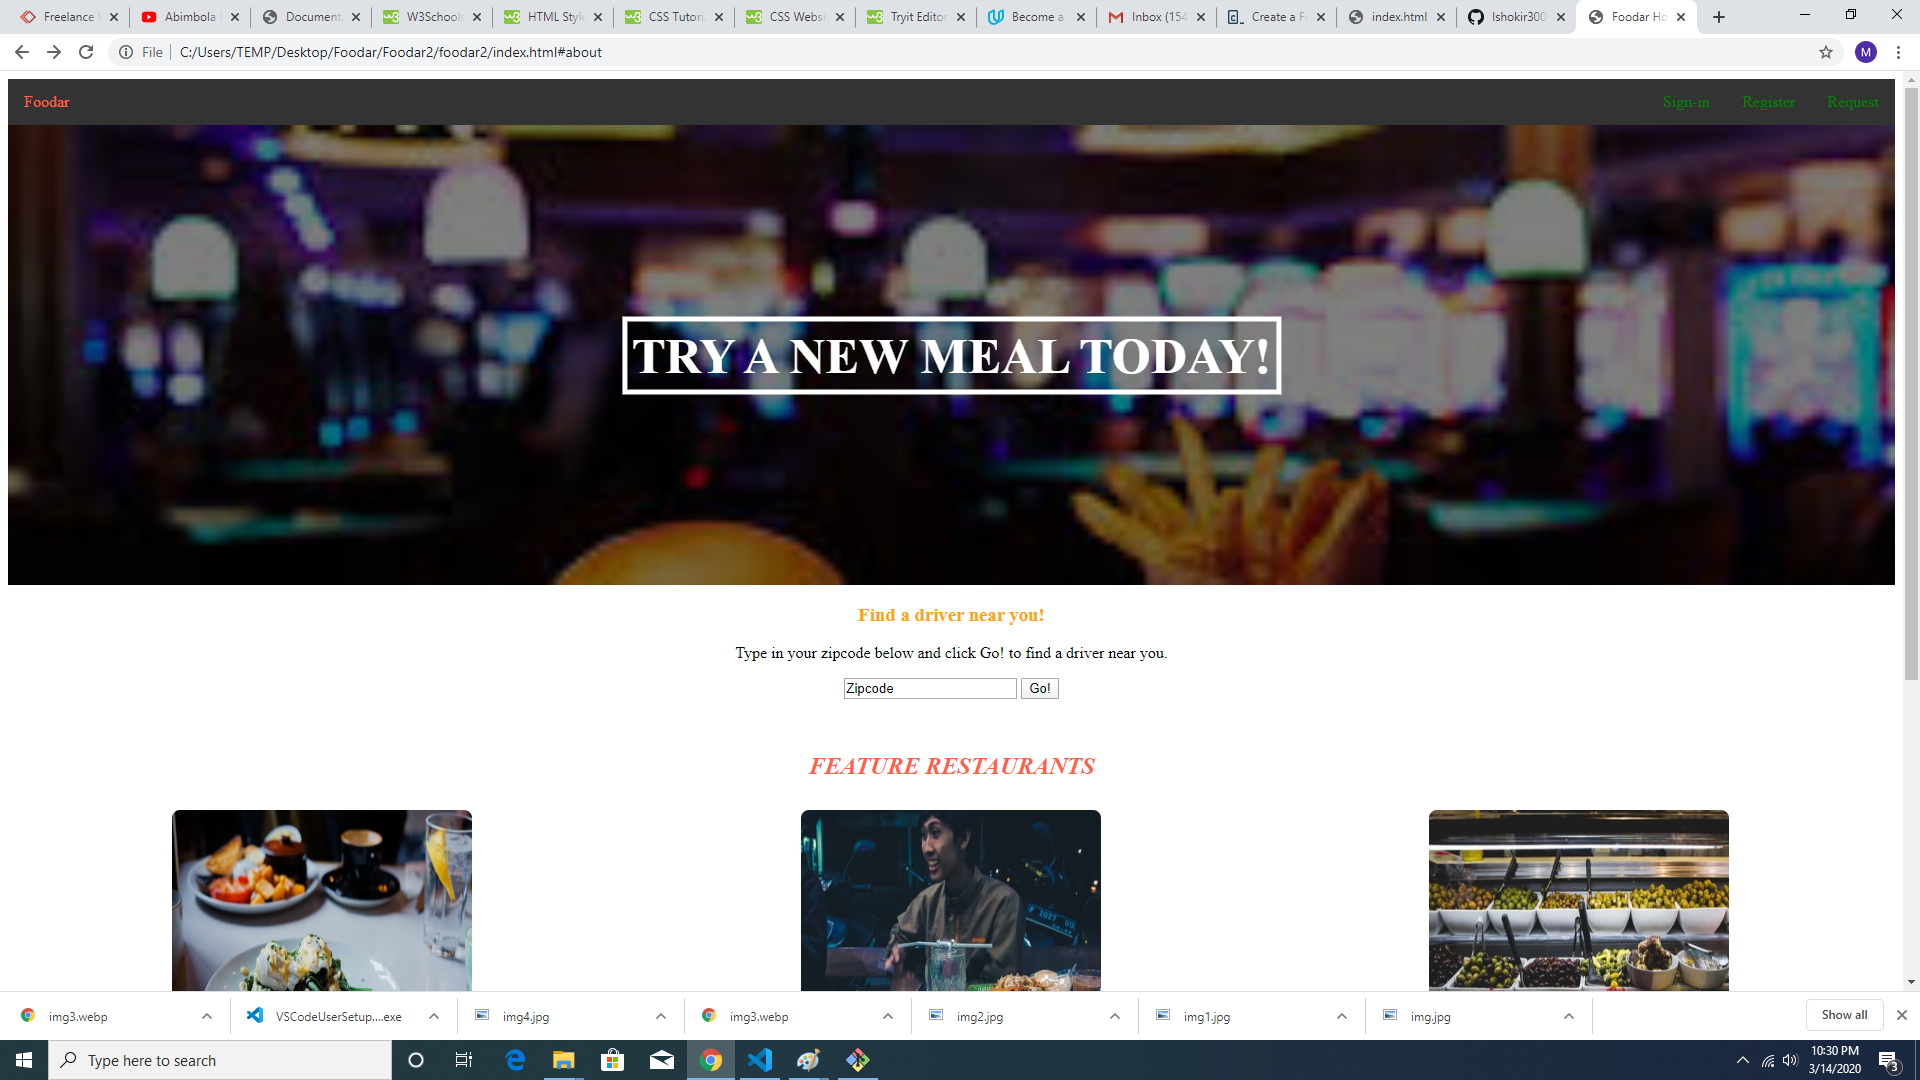 Freelance
Abimbola
Document
W3Schools
HTML Style
CSS Tutori
CSS Websi
Tryit Editor
Become a
Inbox (154
Create a Fr
index.html
Ishokir300
Foodar Ho
File
C:/Users/TEMP/Desktop/Foodar/Foodar2/foodar2/index.html#about
M
Foodar
Sign-in
Register
Request
TRY A NEW MEAL TODAY!
Find a driver near you!
Type in your zipcode below and click Go! to find a driver near you.
Zipcode
Go!
FEATURE RESTAURANTS
img3.webp
VSCodeUserSetup....exe
img4.jpg
img3.webp
img2.jpg
img1.jpg
img.jpg
Show all
Type here to search
10:30 PM
3/14/2020
3